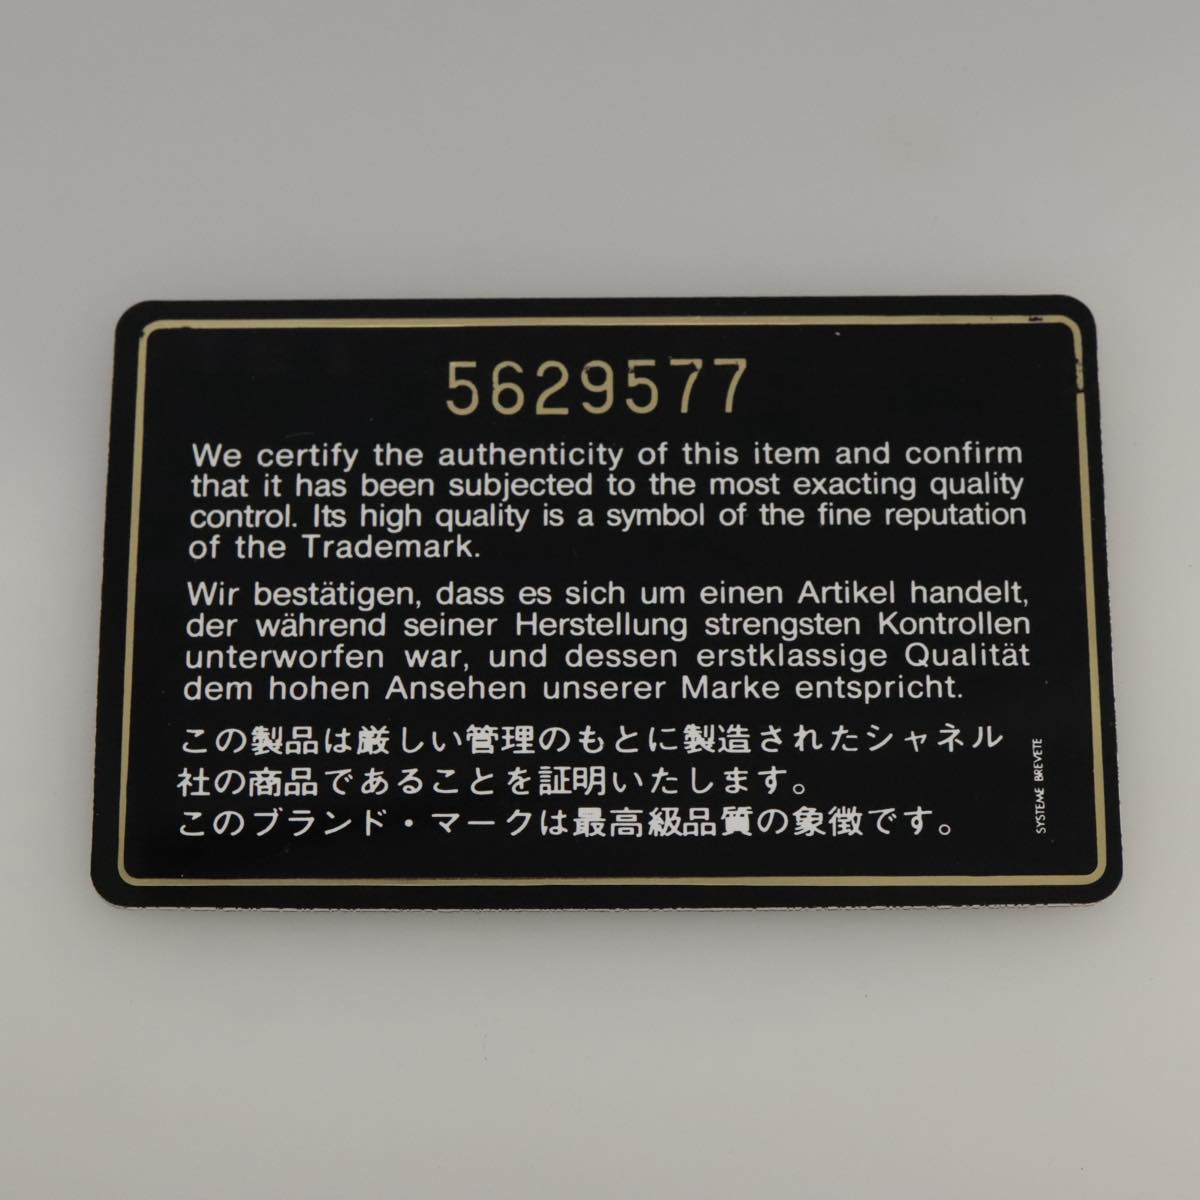 5629577
We certify the authenticity of this item and confirm
that it has been subjected to the most exacting quality
control. Its high quality is a symbol of the fine reputation
of the Trademark.
Wir bestätigen, dass es sich um einen Artikel handelt,
der während seiner Herstellung strengsten Kontrollen
unterworfen war, und dessen erstklassige Qualität
dem hohen Ansehen unserer Marke entspricht.
この製品は厳しい管理のもとに製造されたシャネル
社の商品であることを証明いたします。
このブランド・マークは最高級品質の象徴です。
SYSTEME BREVETE